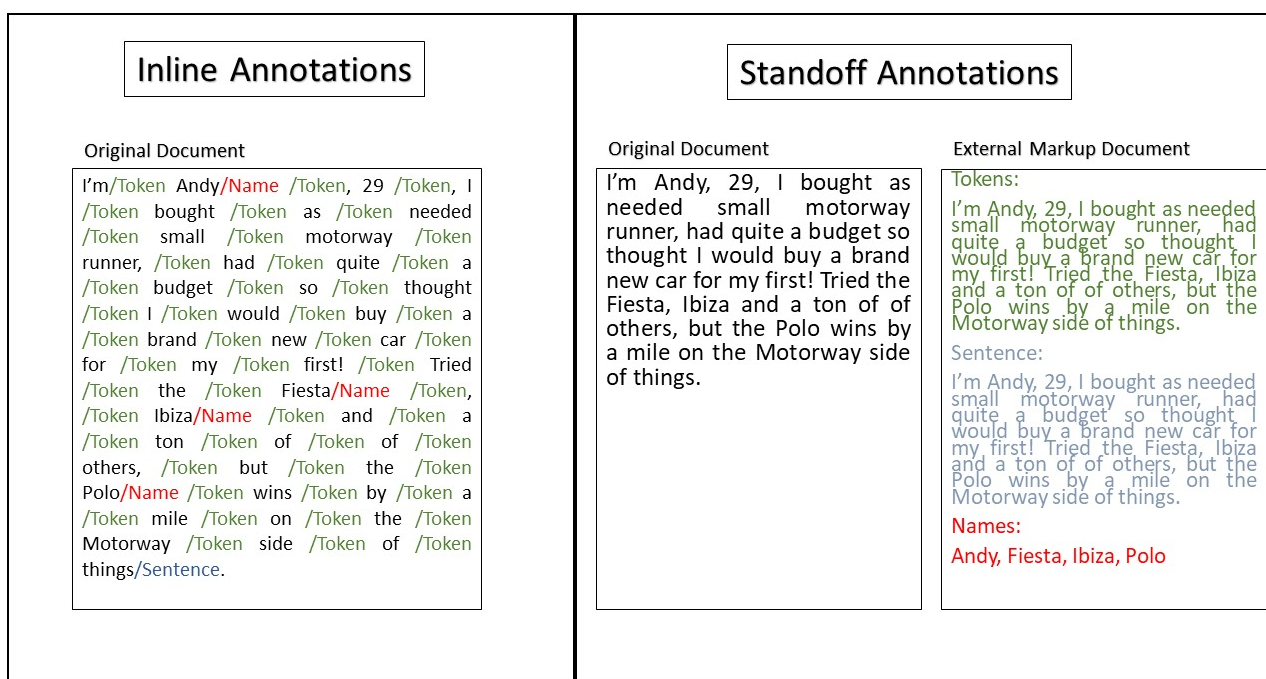 Inline Annotations
Original Document
I'm/Token Andy/Name /Token, 29 /Token, I
/Token bought /Token as /Token needed
/Token small /Token motorway /Token
runner, /Token had /Token quite /Token a
/Token budget /Token so /Token thought
/Token I /Token would /Token buy /Token a
/Token brand /Token new /Token car /Token
for /Token my /Token first! /Token Tried
/Token the /Token Fiesta/Name /Token,
/Token Ibiza/Name /Token and /Token a
/Token ton /Token of /Token of /Token
others, /Token but /Token the /Token
Polo/Name /Token wins /Token by /Token a
/Token mile /Token on /Token the /Token
Motorway /Token side /Token of /Token
things/Sentence.
Standoff Annotations
Original Document
I'm Andy, 29, I bought as
needed small motorway
runner, had quite a budget so
thought I would buy a brand
new car for my first! Tried the
Fiesta, Ibiza and a ton of of
others, but the Polo wins by
a mile on the Motorway side
of things.
External Markup Document
Tokens:
I'm Andy, 29, I bought as needed
small motorway runner, had
quite a budget so thought I
would buy a brand new car for
my first! Tried the Fiesta, Ibiza
and a ton of of others, but the
Polo wins by a mile on the
Motorway side of things.
Sentence:
I'm Andy, 29, I bought as needed
small motorway runner, had
quite a budget so thought I
would buy a brand new car for
my first! Tried the Fiesta, Ibiza
and a ton of of others, but the
Polo wins by a mile on the
Motorway side of things.
Names:
Andy, Fiesta, Ibiza, Polo